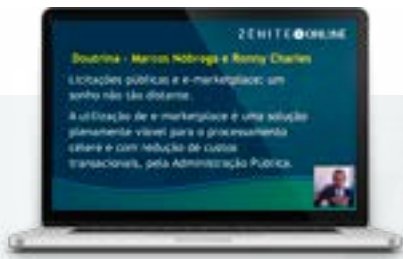 ZÊNITE ONLINE
Doutrina - Marcos Nóbrega e Ronny Charles
Licitações públicas e e-marketplace: um
sonho não tão distante.
A utilização de e-marketplace é uma solução
plenamente viável para o processamento
célere e com redução de custos
transacionais, pela Administração Pública.